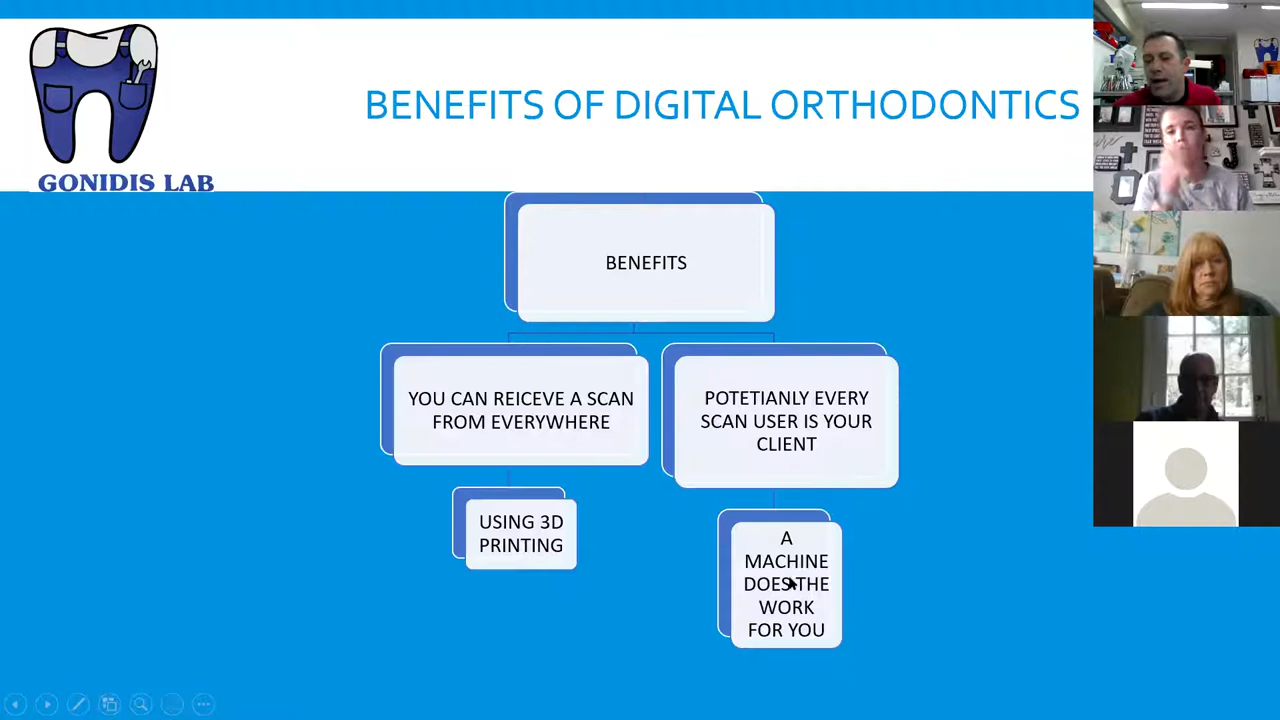 BENEFITS OF DIGITAL ORTHODONTICS
GONIDIS LAB
BENEFITS
YOU CAN REICEVE A SCAN
FROM EVERYWHERE
POTETIANLY EVERY
SCAN USER IS YOUR
CLIENT
USING 3D
PRINTING
A
MACHINE
DOES THE
WORK
FOR YOU